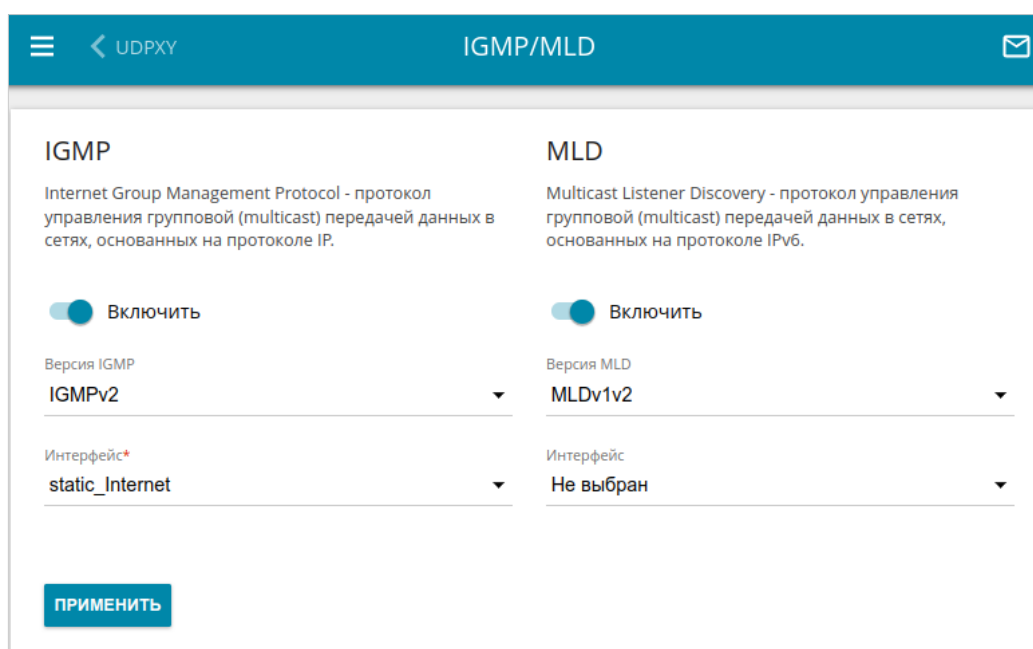 UDPXY
IGMP/MLD
IGMP
Internet Group Management Protocol - протокол
управления групповой (multicast) передачей данных в
сетях, основанных на протоколе IP.
Включить
Версия IGMP
IGMPv2
Интерфейс*
static_Internet
MLD
Multicast Listener Discovery - протокол управления
групповой (multicast) передачей данных в сетях,
основанных на протоколе IPv6.
Включить
Версия MLD
MLDv1v2
Интерфейс
Не выбран
ПРИМЕНИТЬ